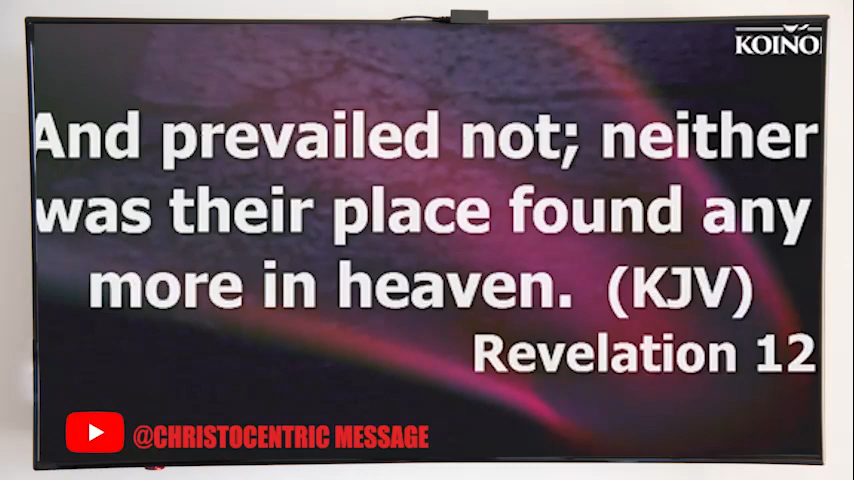 KOINO
And prevailed not; neither
was their place found any
more in heaven. (KJV)
Revelation 12
@CHRISTOCENTRIC MESSAGE